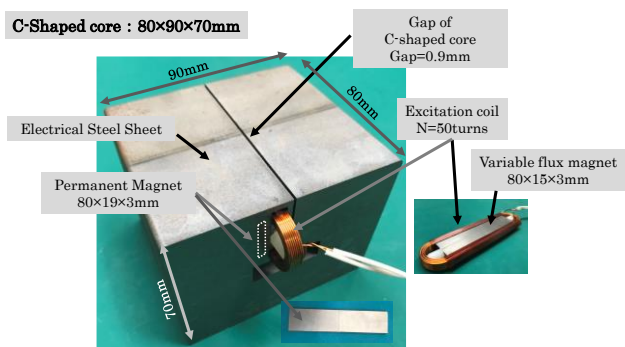 C-Shaped core：80×90×70mm
Gap of
C-shaped core
Gap=0.9mm
90mm
80mm
Excitation coil
N=50turns
Electrical Steel Sheet
Variable flux magnet
80×15×3mm
Permanent Magnet
80×19×3mm
70mm